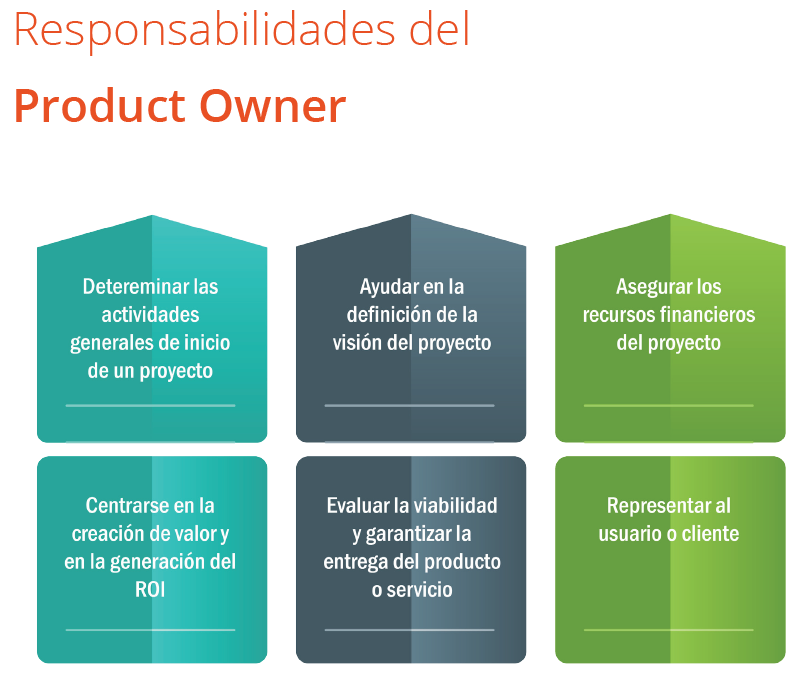 Responsabilidades del
Product Owner
Detereminar las
actividades
generales de inicio
de un proyecto
Ayudar en la
definición de la
visión del proyecto
Asegurar los
recursos financieros
del proyecto
Centrarse en la
creación de valor y
en la generación del
ROI
Evaluar la viabilidad
y garantizar la
entrega del producto
o servicio
Representar al
usuario o cliente